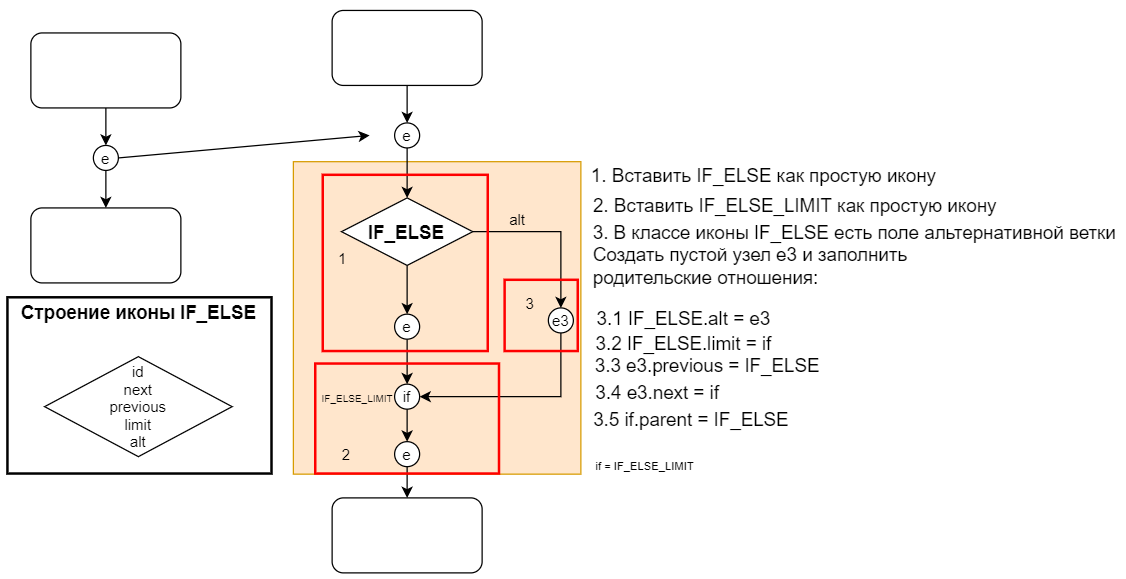 e
e
alt
IF_ELSE
1
3
e3
e
IF_ELSE_LIMIT
if
2
e
1. Вставить IF_ELSE как простую икону
2. Вставить IF_ELSE_LIMIT как простую икону
3. В классе иконы IF_ELSE есть поле альтернативной ветки
Создать пустой узел e3 и заполнить
родительские отношения:
3.1 IF_ELSE.alt = e3
3.2 IF_ELSE.limit = if
3.3 e3.previous = IF_ELSE
3.4 e3.next = if
3.5 if.parent = IF_ELSE
if = IF_ELSE_LIMIT
Строение иконы IF_ELSE
id
next
previous
limit
alt